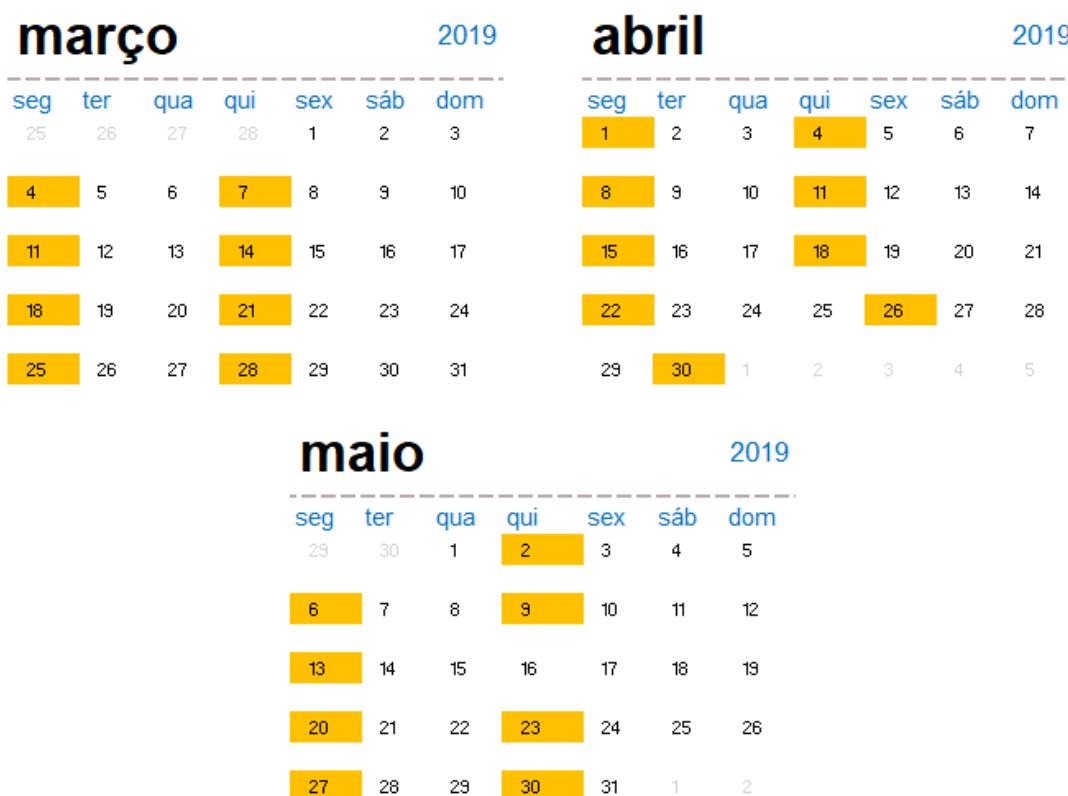 março 2019
seg ter qua qui sex sáb dom
25 26 27 28 1 2 3
4 5 6 7 8 9 10
11 12 13 14 15 16 17
18 19 20 21 22 23 24
25 26 27 28 29 30 31
abril 2019
seg ter qua qui sex sáb dom
1 2 3 4 5 6 7
8 9 10 11 12 13 14
15 16 17 18 19 20 21
22 23 24 25 26 27 28
29 30 1 2 3 4 5
maio 2019
seg ter qua qui sex sáb dom
29 30 1 2 3 4 5
6 7 8 9 10 11 12
13 14 15 16 17 18 19
20 21 22 23 24 25 26
27 28 29 30 31 1 2